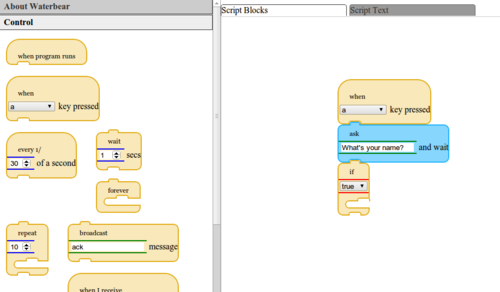 About Waterbear
Control
when program runs
when
a key pressed
every 1/
30 of a second
wait
1 secs
forever
repeat
10
broadcast
ack message
when I receive
Script Blocks
Script Text
when
a key pressed
ask
What's your name? and wait
if
true